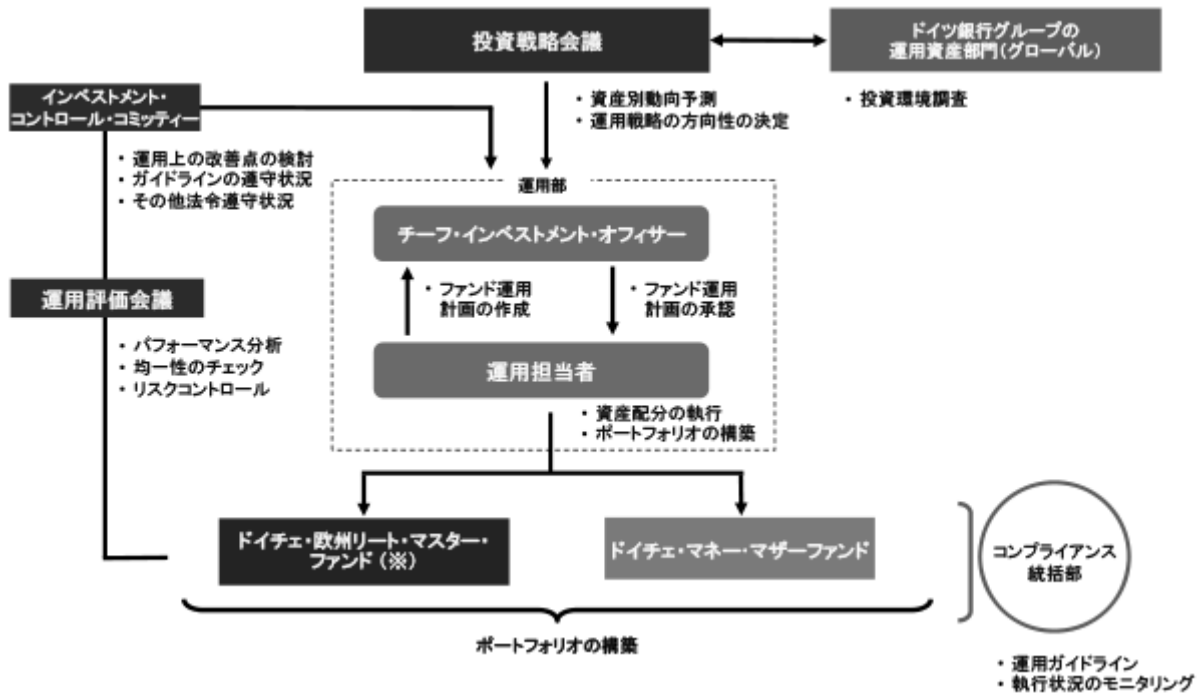 投資戦略会議
ドイツ銀行グループの
運用資産部門(グローバル)
・資産別動向予測
・運用戦略の方向性の決定
・投資環境調査
インベストメント・
コントロール・コミッティー
・運用上の改善点の検討
・ガイドラインの遵守状況
・その他法令遵守状況
運用部
チーフ・インベストメント・オフィサー
・ファンド運用
計画の作成
・ファンド運用
計画の承認
運用評価会議
・パフォーマンス分析
・均一性のチェック
・リスクコントロール
運用担当者
・資産配分の執行
・ポートフォリオの構築
ドイチェ・欧州リート・マスター・
ファンド(※)
ドイチェ・マネー・マザーファンド
コンプライアンス
統括部
ポートフォリオの構築
・運用ガイドライン
・執行状況のモニタリング